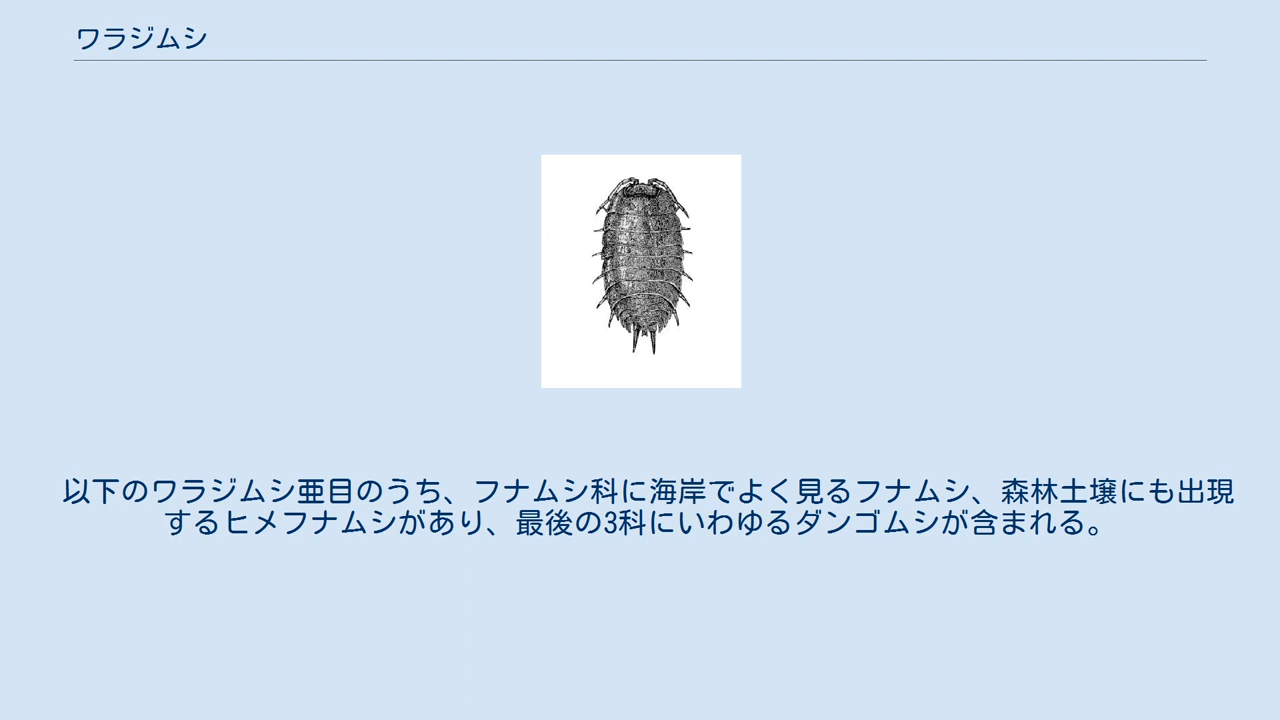 ワラジムシ
以下のワラジムシ亜目のうち、フナムシ科に海岸でよく見るフナムシ、森林土壌にも出現
するヒメフナムシがあり、最後の3科にいわゆるダンゴムシが含まれる。